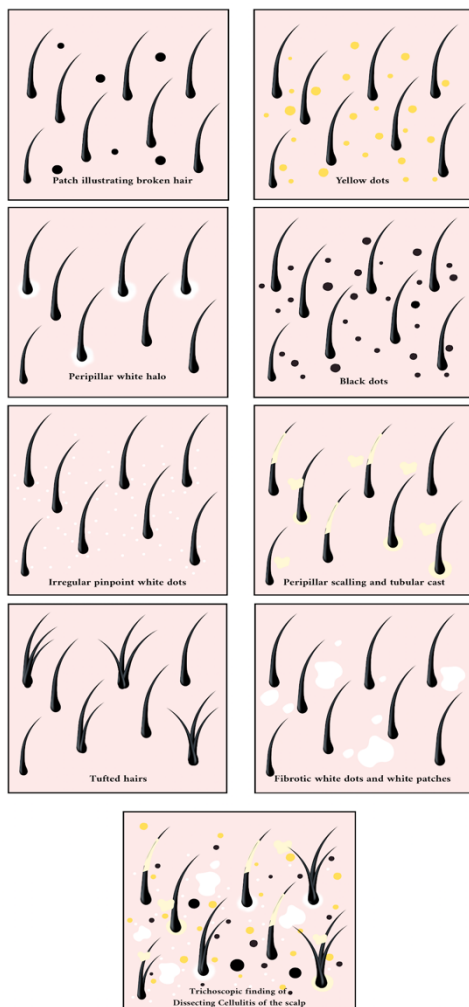 Patch illustrating broken hair
Yellow dots
Peripillar white halo
Black dots
Irregular pinpoint white dots
Peripillar scalling and tubular cast
Tufted hairs
Fibrotic white dots and white patches
Trichoscopic finding of
Dissecting Cellulitis of the scalp